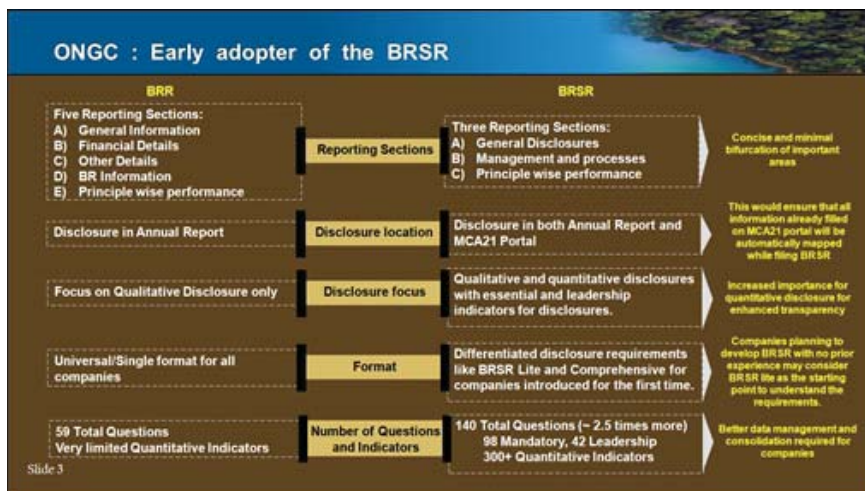 ONGC : Early adopter of the BRSR
BRR
BRSR
Five Reporting Sections:
A) General Information
B) Financial Details
C) Other Details
D) BR Information
E) Principle wise performance
Reporting Sections
Three Reporting Sections:
A) General Disclosures
B) Management and processes
C) Principle wise performance
Concise and minimal
bifurcation of important
areas
Disclosure in Annual Report
Disclosure location
Disclosure in both Annual Report and
MCA21 Portal
This would ensure that all
information already filled
on MCA21 portal will be
automatically mapped
while filing BRSR
Focus on Qualitative Disclosure only
Disclosure focus
Qualitative and quantitative disclosures
with essential and leadership
indicators for disclosures.
Increased importance for
quantitative disclosure for
enhanced transparency
Universal/Single format for all
companies
Format
Differentiated disclosure requirements
like BRSR Lite and Comprehensive for
companies introduced for the first time.
Companies planning to
develop BRSR with no prior
experience may consider
BRSR lite as the starting
point to understand the
requirements.
59 Total Questions
Very limited Quantitative Indicators
Number of Questions
and Indicators
140 Total Questions (~ 2.5 times more)
98 Mandatory, 42 Leadership
300+ Quantitative Indicators
Better data management and
consolidation required for
companies
Slide 3